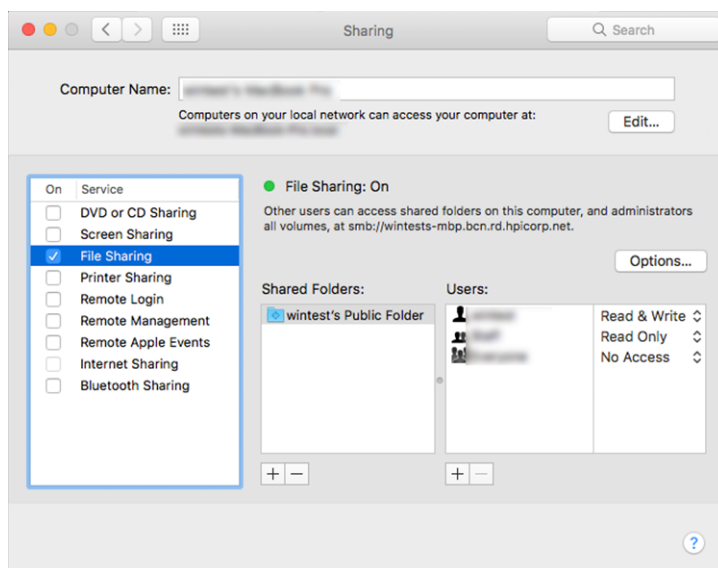 Sharing
Search
Computer Name:
Computers on your local network can access your computer at:
Edit...
On Service
DVD or CD Sharing
Screen Sharing
File Sharing
Printer Sharing
Remote Login
Remote Management
Remote Apple Events
Internet Sharing
Bluetooth Sharing
File Sharing: On
Other users can access shared folders on this computer, and administrators
all volumes, at smb://wintests-mbp.bcn.rd.hpicorp.net.
Options...
Shared Folders:
wintest's Public Folder
Users:
Read & Write
Read Only
No Access
+ −
+ −
?